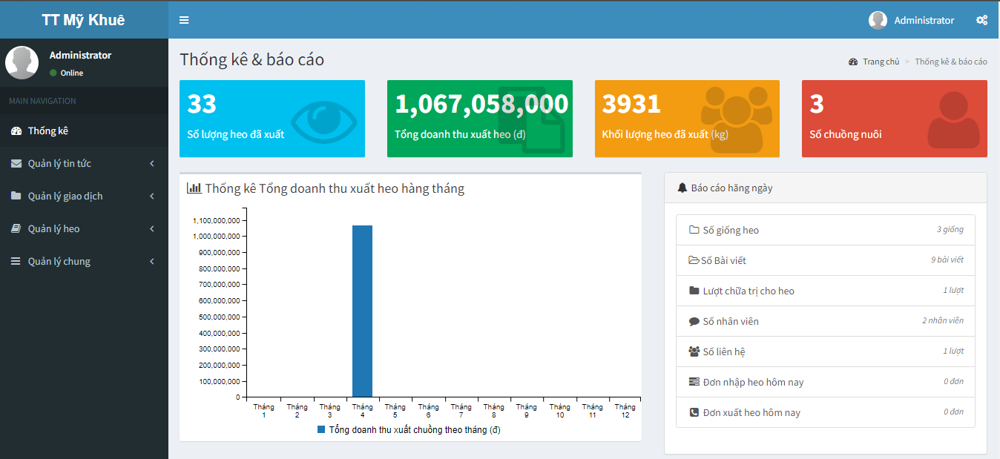 TT Mỹ Khuê
Administrator
Administrator
Online
MAIN NAVIGATION
Thống kê
Quản lý tin tức
Quản lý giao dịch
Quản lý heo
Quản lý chung
Thống kê & báo cáo
Trang chủ > Thống kê & báo cáo
33
Số lượng heo đã xuất
1,067,058,000
Tổng doanh thu xuất heo (đ)
3931
Khối lượng heo đã xuất (kg)
3
Số chuồng nuôi
Thống kê Tổng doanh thu xuất heo hàng tháng
1,100,000,000
1,000,000,000
900,000,000
800,000,000
700,000,000
600,000,000
500,000,000
400,000,000
300,000,000
200,000,000
100,000,000
0
Tháng 1
Tháng 2
Tháng 3
Tháng 4
Tháng 5
Tháng 6
Tháng 7
Tháng 8
Tháng 9
Tháng 10
Tháng 11
Tháng 12
Tổng doanh thu xuất chuồng theo tháng (đ)
Báo cáo hăng ngày
Số giống heo 3 giống
Số Bài viết 9 bài viết
Lượt chữa trị cho heo 1 lượt
Số nhân viên 2 nhân viên
Số liên hệ 1 lượt
Đơn nhập heo hôm nay 0 đơn
Đơn xuất heo hôm nay 0 đơn